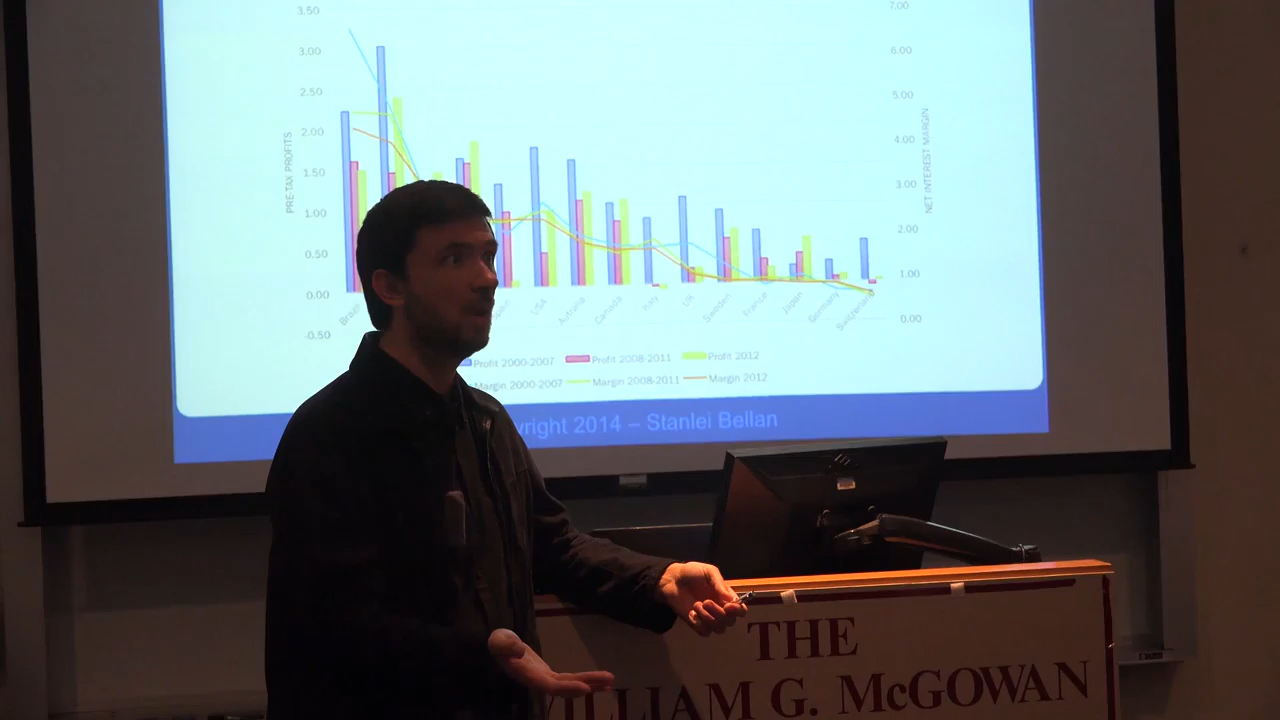 3.50
3.00
2.50
2.00
1.50
1.00
0.50
0.00
-0.50
PRE-TAX PROFITS
7.00
6.00
5.00
4.00
3.00
2.00
1.00
0.00
NET INTEREST MARGIN
Brazil
USA
Autralia
Canada
Italy
UK
Sweden
France
Japan
Germany
Switzerland
Profit 2000-2007 Profit 2008-2011 Profit 2012
Margin 2000-2007 Margin 2008-2011 Margin 2012
yright 2014 – Stanlei Bellan
THE
WILLIAM G. McGOWAN